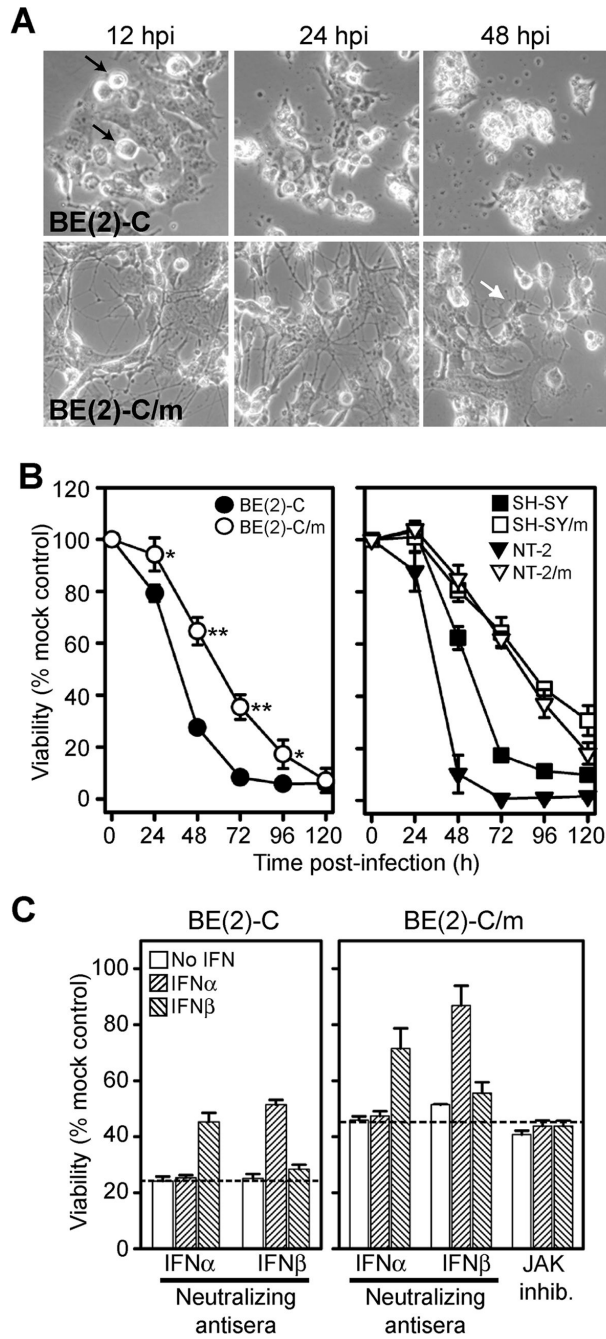 A
12 hpi 24 hpi 48 hpi
BE(2)-C
BE(2)-C/m
B
Viability (% mock control)
120
100
80
60
40
20
0
BE(2)-C
BE(2)-C/m
SH-SY
SH-SY/m
NT-2
NT-2/m
* ** ** *
0 24 48 72 96 120 0 24 48 72 96 120
Time post-infection (h)
C
BE(2)-C BE(2)-C/m
Viability (% mock control)
100
80
60
40
20
0
No IFN
IFNα
IFNβ
IFNα IFNβ IFNα IFNβ JAK
Neutralizing Neutralizing inhib.
antisera antisera